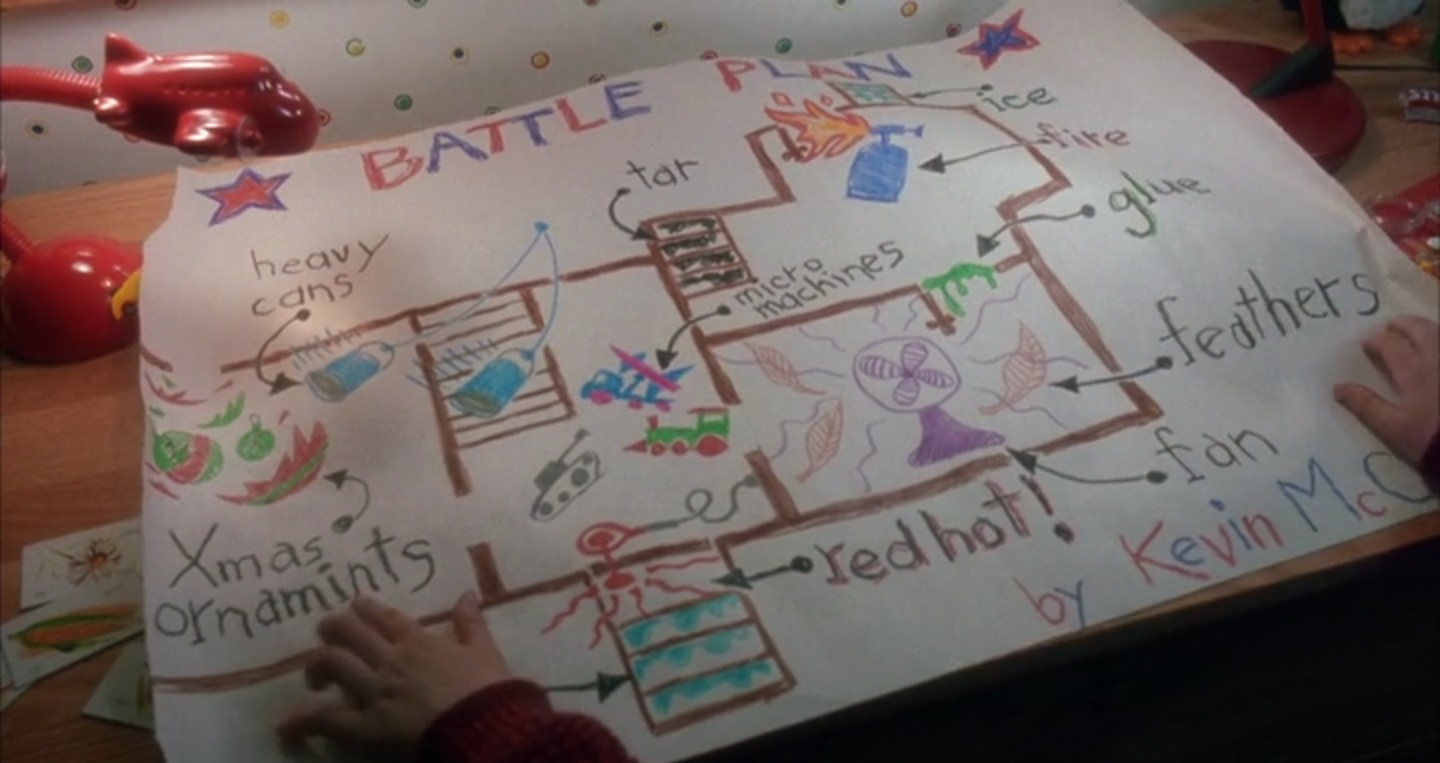 BATTLE PLAN
ice
fire
tar
glue
heavy
cans
micro
machines
feathers
fan
Xmas
ornamints
red hot!
by Kevin McC